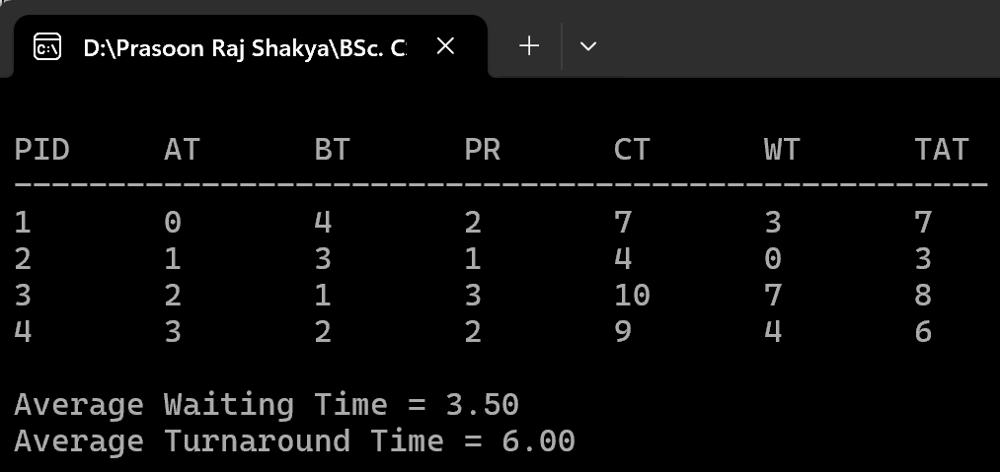 D:\Prasoon Raj Shakya\BSc. C
PID AT BT PR CT WT TAT
----------------------------------------------------------------
1 0 4 2 7 3 7
2 1 3 1 4 0 3
3 2 1 3 10 7 8
4 3 2 2 9 4 6
Average Waiting Time = 3.50
Average Turnaround Time = 6.00